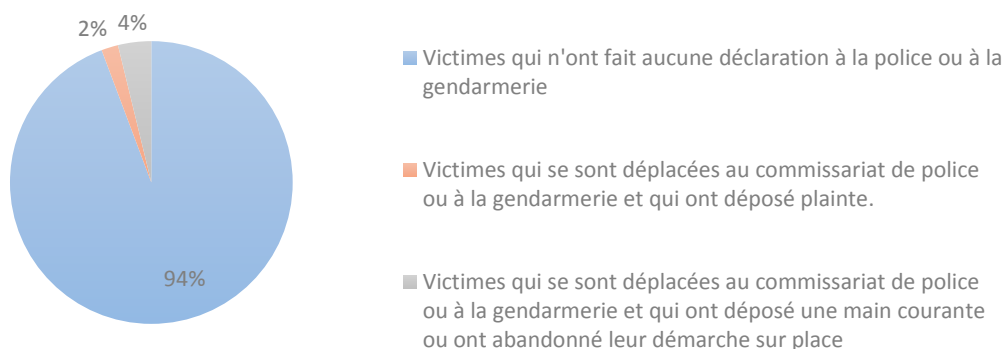 2%
4%
94%
Victimes qui n'ont fait aucune déclaration à la police ou à la
gendarmerie
Victimes qui se sont déplacées au commissariat de police
ou à la gendarmerie et qui ont déposé plainte.
Victimes qui se sont déplacées au commissariat de police
ou à la gendarmerie et qui ont déposé une main courante
ou ont abandonné leur démarche sur place